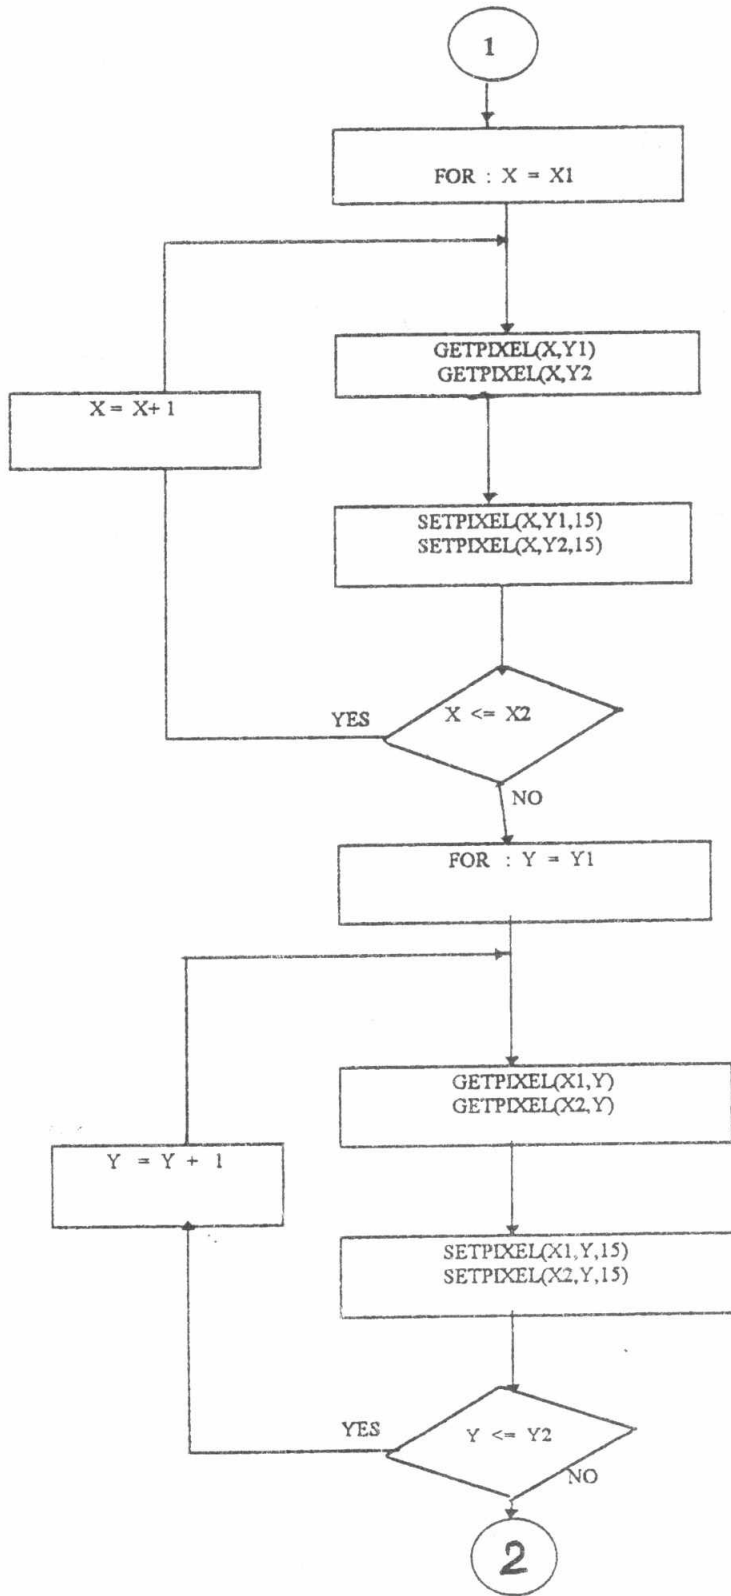 1
FOR : X = X1
GETPIXEL(X,Y1)
GETPIXEL(X,Y2
X = X+ 1
SETPIXEL(X,Y1,15)
SETPIXEL(X,Y2,15)
X <= X2
YES
NO
FOR : Y = Y1
GETPIXEL(X1,Y)
GETPIXEL(X2,Y)
Y = Y + 1
SETPIXEL(X1,Y,15)
SETPIXEL(X2,Y,15)
YES
Y <= Y2
NO
2